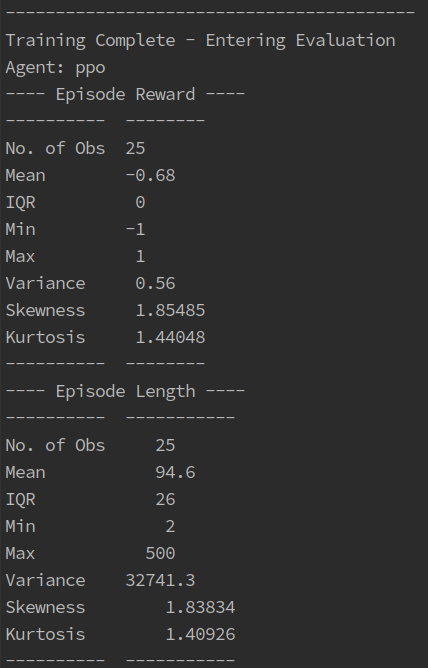 -----------------------------------------
Training Complete - Entering Evaluation
Agent: ppo
---- Episode Reward ----
----------  --------
No. of Obs  25
Mean        -0.68
IQR          0
Min         -1
Max          1
Variance     0.56
Skewness     1.85485
Kurtosis     1.44048
----------  --------
---- Episode Length ----
----------  -----------
No. of Obs     25
Mean           94.6
IQR            26
Min             2
Max           500
Variance    32741.3
Skewness        1.83834
Kurtosis        1.40926
----------  -----------